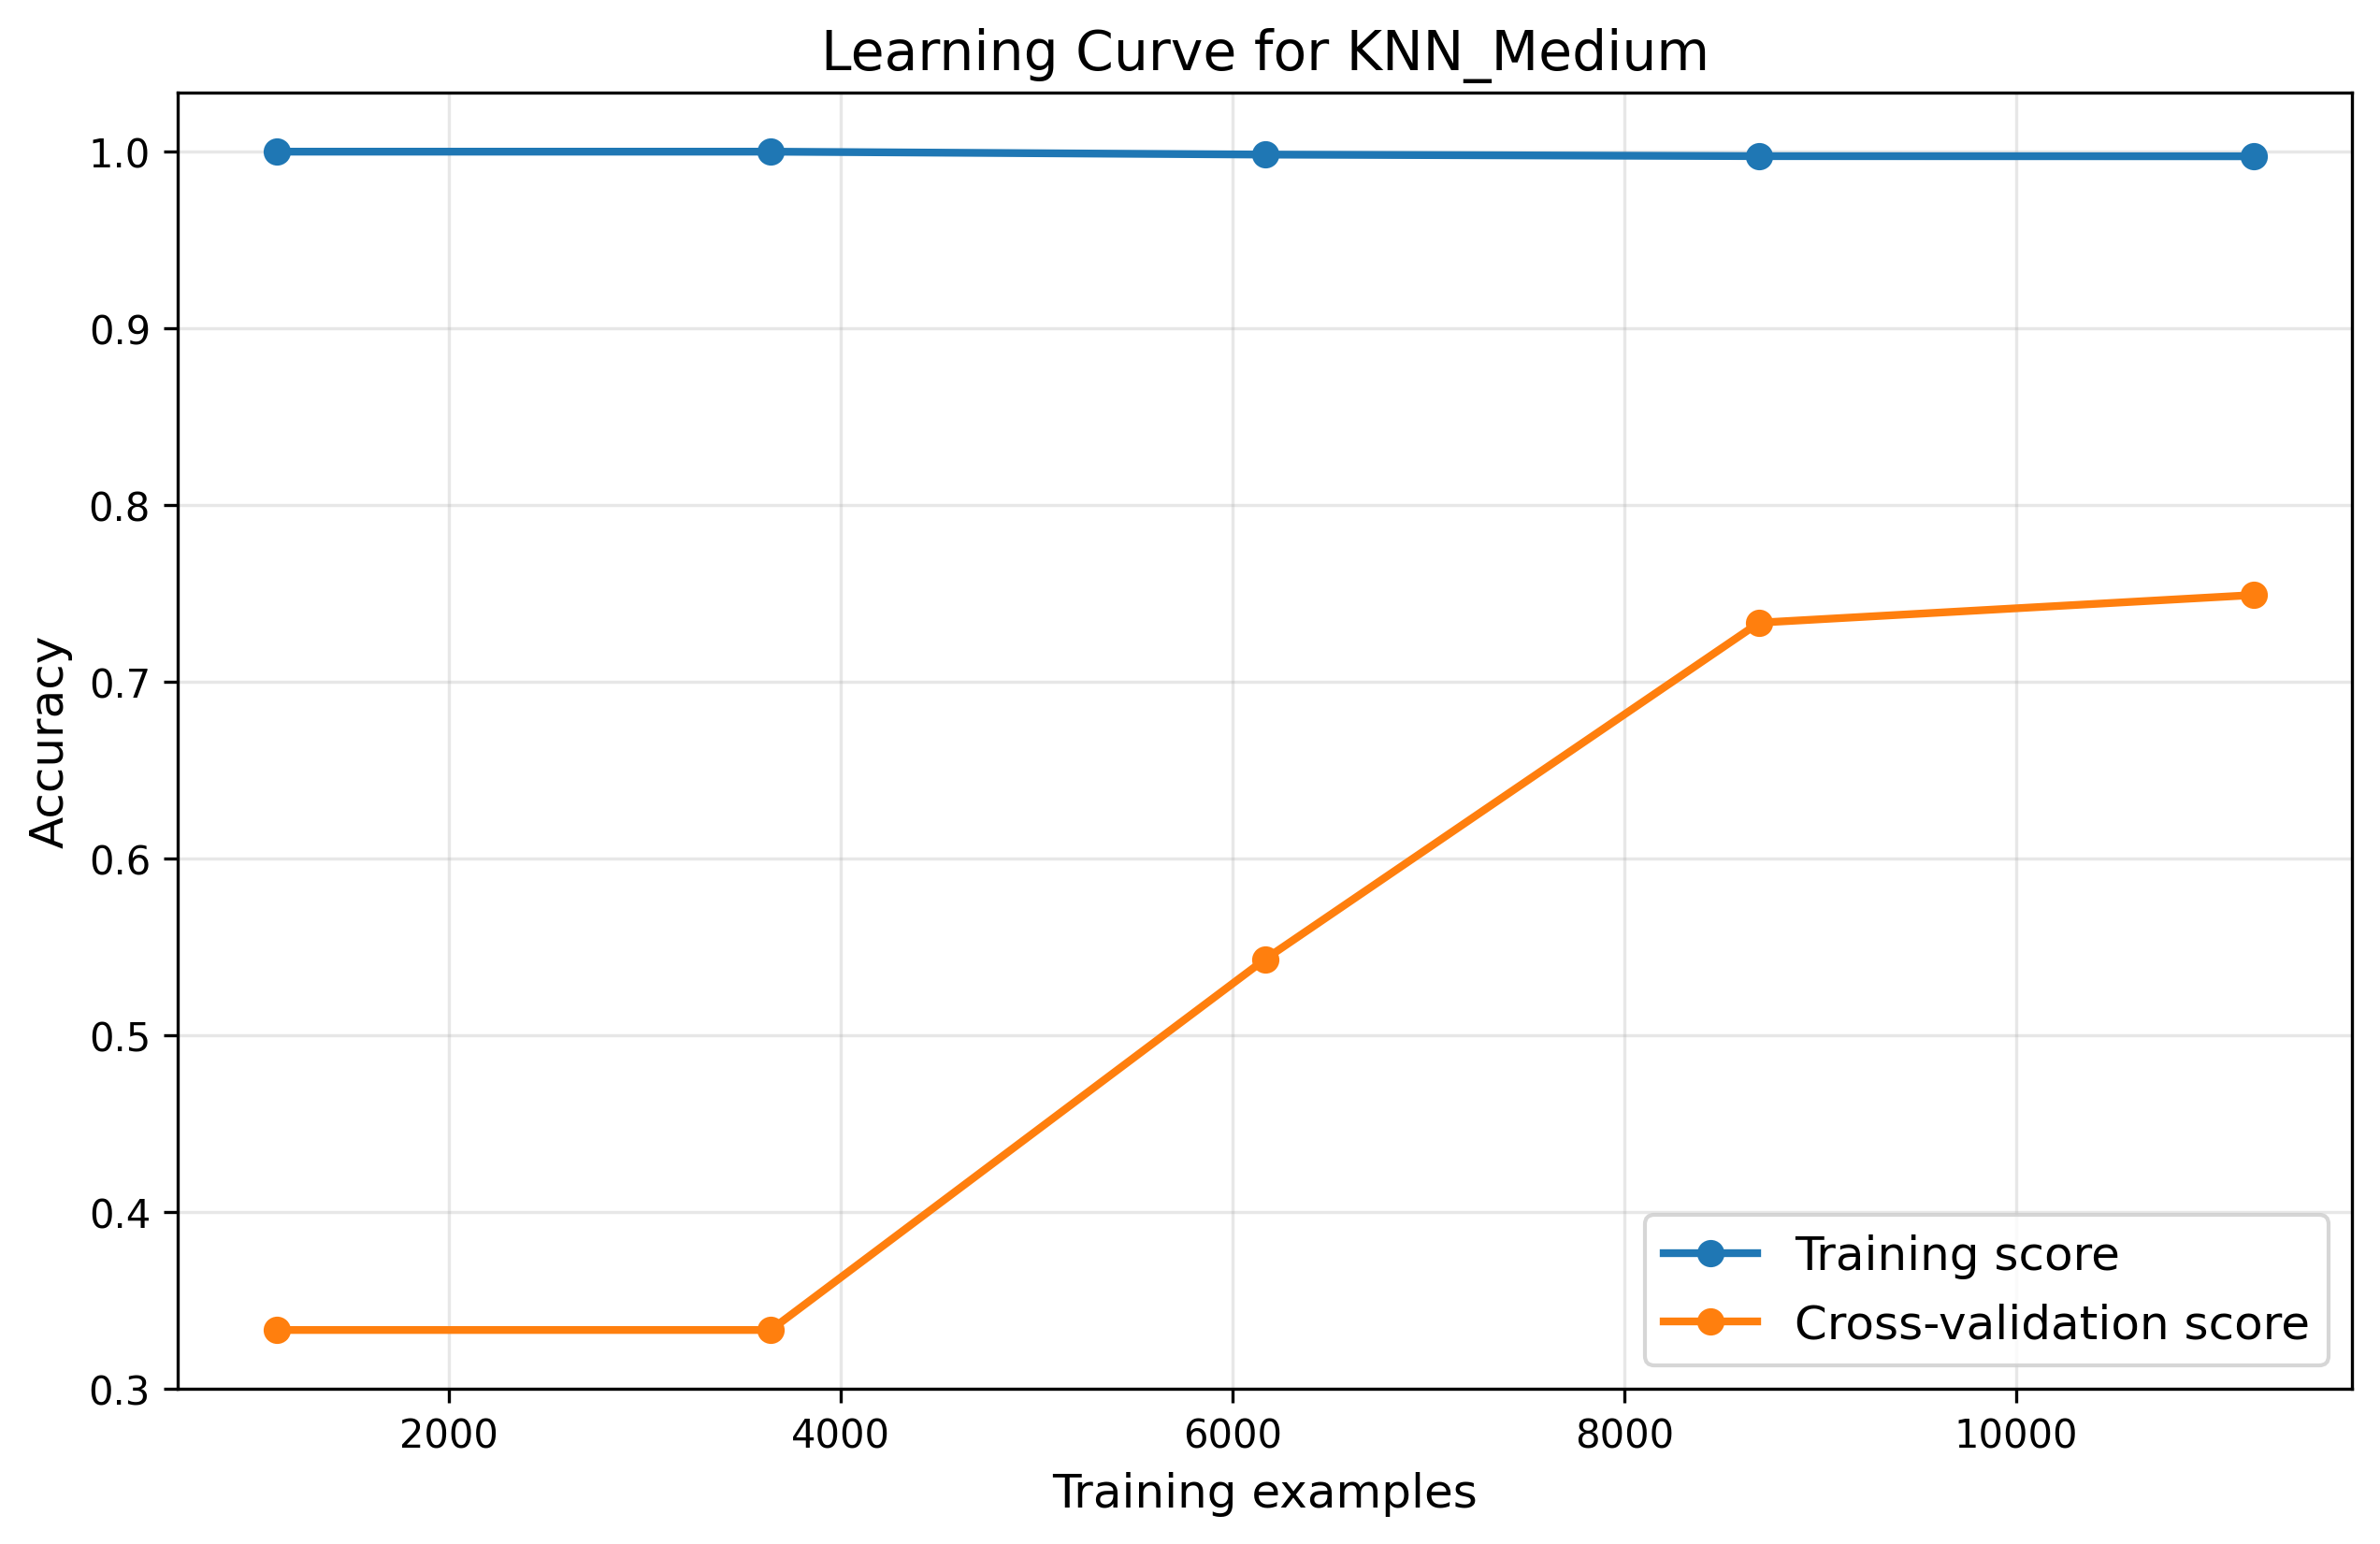 Learning Curve for KNN_Medium
1.0
0.9
0.8
0.7
0.6
0.5
0.4
0.3
Accuracy
2000 4000 6000 8000 10000
Training examples
Training score
Cross-validation score